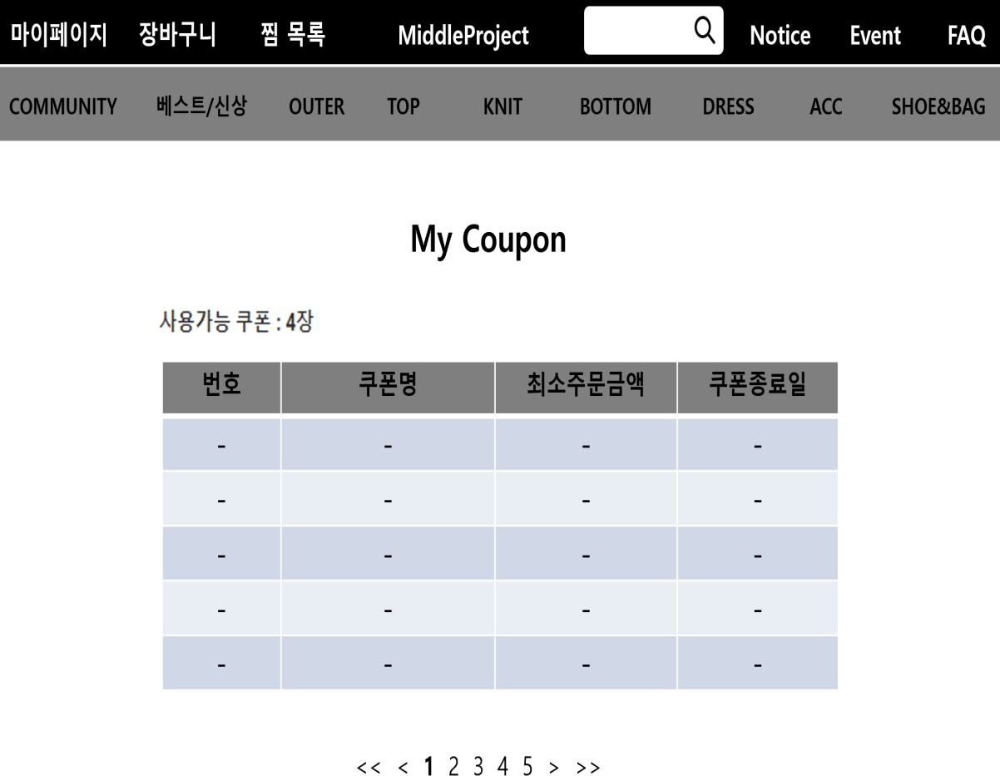 마이페이지 장바구니 찜 목록 MiddleProject Notice Event FAQ
COMMUNITY 베스트/신상 OUTER TOP KNIT BOTTOM DRESS ACC SHOE&BAG
My Coupon
사용가능 쿠폰 : 4장
번호 쿠폰명 최소주문금액 쿠폰종료일
- - - -
- - - -
- - - -
- - - -
- - - -
<< < 1 2 3 4 5 > >>